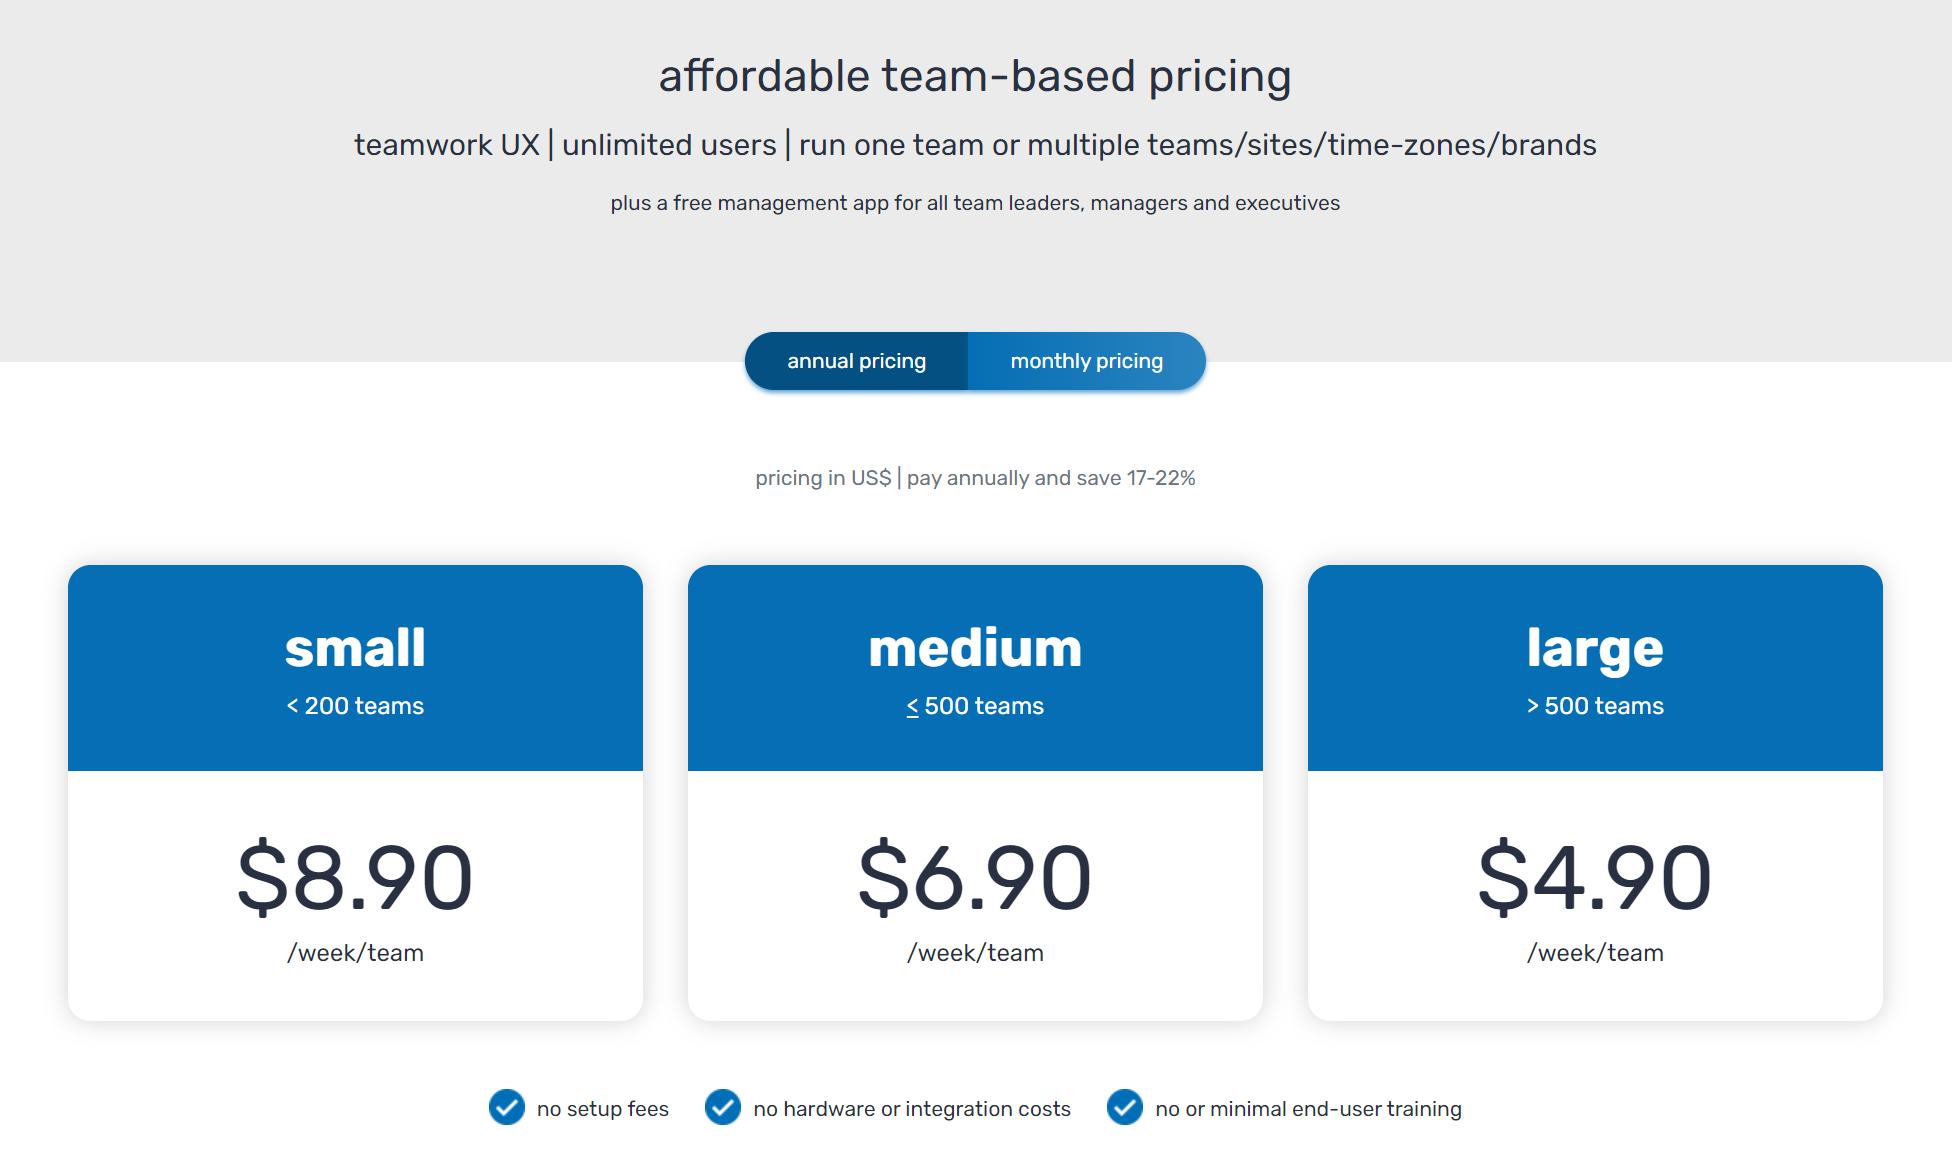 affordable team-based pricing
teamwork UX | unlimited users | run one team or multiple teams/sites/time-zones/brands
plus a free management app for all team leaders, managers and executives
annual pricing
monthly pricing
pricing in US$ | pay annually and save 17-22%
small
< 200 teams
$8.90
/week/team
medium
≤ 500 teams
$6.90
/week/team
large
> 500 teams
$4.90
/week/team
no setup fees
no hardware or integration costs
no or minimal end-user training